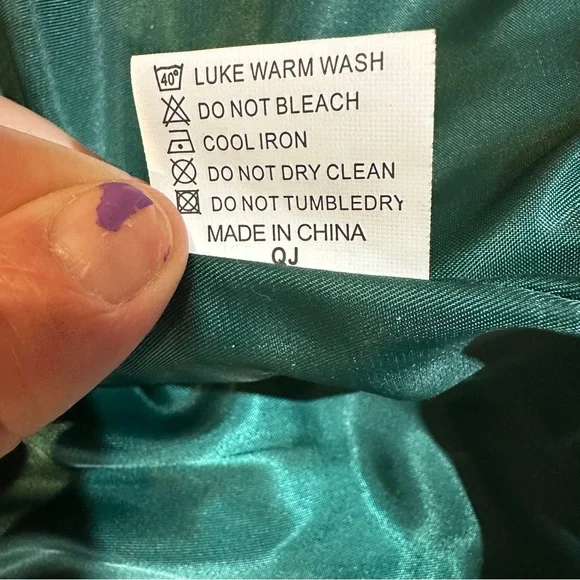 40° LUKE WARM WASH
DO NOT BLEACH
COOL IRON
DO NOT DRY CLEAN
DO NOT TUMBLEDRY
MADE IN CHINA
QJ